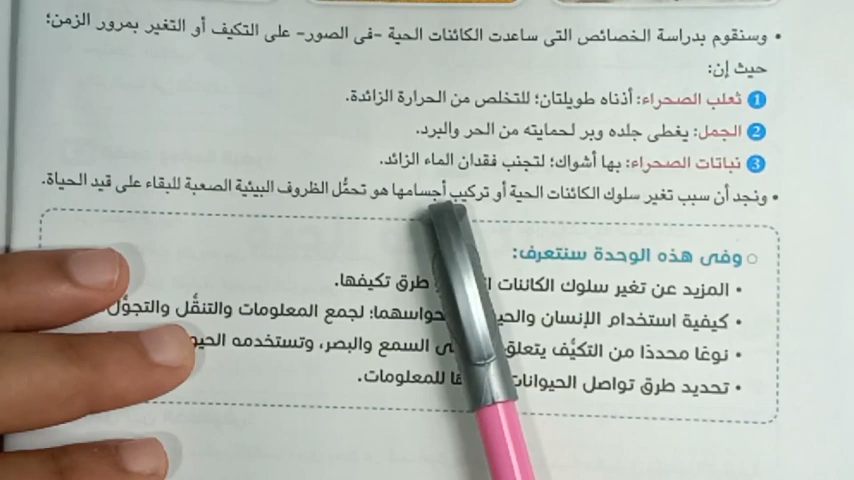 • وسنقوم بدراسة الخصائص التى ساعدت الكائنات الحية -فى الصور- على التكيف أو التغير بمرور الزمن؛
حيث إن:
1 ثعلب الصحراء: أذناه طويلتان؛ للتخلص من الحرارة الزائدة.
2 الجمل: يغطى جلده وبر لحمايته من الحر والبرد.
3 نباتات الصحراء: بها أشواك؛ لتجنب فقدان الماء الزائد.
• ونجد أن سبب تغير سلوك الكائنات الحية أو تركيب أجسامها هو تحمُّل الظروف البيئية الصعبة للبقاء على قيد الحياة.
وفى هذه الوحدة سنتعرف:
• المزيد عن تغير سلوك الكائنات طرق تكيفها.
• كيفية استخدام الإنسان لحواسهما؛ لجمع المعلومات والتنقُّل والتجوُّل
• نوعًا محددًا من التكيُّف يتعلق السمع والبصر، وتستخدمه
• تحديد طرق تواصل الحيوانات للمعلومات.